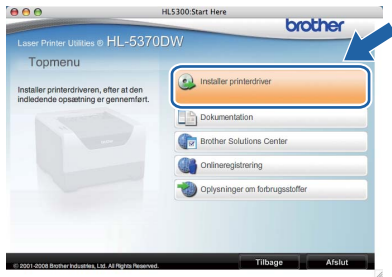 HL5300:Start Here
brother
Laser Printer Utilities ® HL-5370DW
Topmenu
Installer printerdriveren, efter at den
indledende opsætning er gennemført.
Installer printerdriver
Dokumentation
Brother Solutions Center
Onlineregistrering
Oplysninger om forbrugsstoffer
© 2001-2008 Brother Industries, Ltd. All Rights Reserved.
Tilbage
Afslut